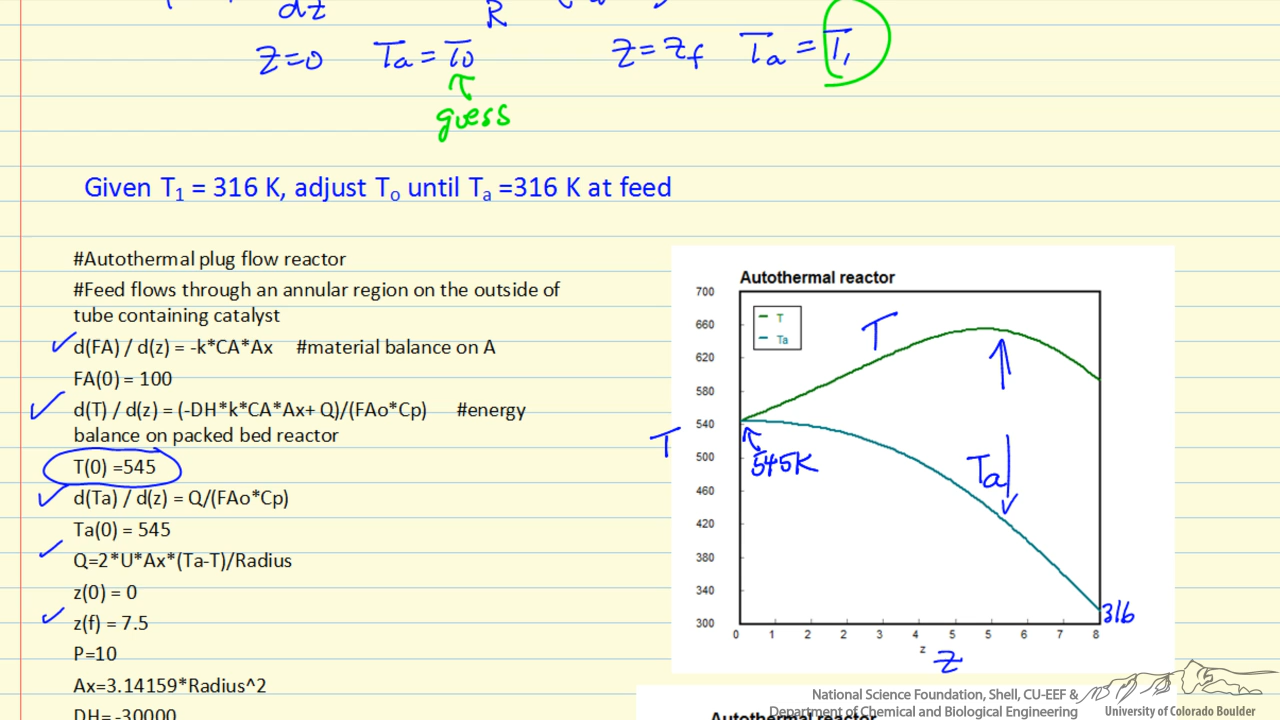 dz
R
z=0 Ta = To z=zf Ta = T1
guess
Given T1 = 316 K, adjust To until Ta =316 K at feed
#Autothermal plug flow reactor
#Feed flows through an annular region on the outside of
tube containing catalyst
d(FA) / d(z) = -k*CA*Ax #material balance on A
FA(0) = 100
d(T) / d(z) = (-DH*k*CA*Ax+ Q)/(FAo*Cp) #energy
balance on packed bed reactor
T(0) =545
d(Ta) / d(z) = Q/(FAo*Cp)
Ta(0) = 545
Q=2*U*Ax*(Ta-T)/Radius
z(0) = 0
z(f) = 7.5
P=10
Ax=3.14159*Radius^2
DH= -30000
Autothermal reactor
700
660
620
580
540
500
460
420
380
340
300
T
Ta
T
T
545K
Ta
316
0 1 2 2 3 4 5 5 6 7 8
z
Z
National Science Foundation, Shell, CU-EEF &
Department of Chemical and Biological Engineering
University of Colorado Boulder
Autothermal reactor